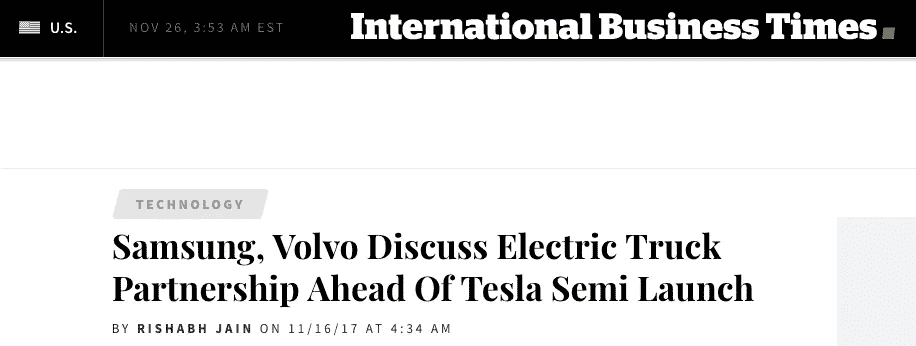 U.S.
NOV 26, 3:53 AM EST
International Business Times
TECHNOLOGY
Samsung, Volvo Discuss Electric Truck
Partnership Ahead Of Tesla Semi Launch
BY RISHABH JAIN ON 11/16/17 AT 4:34 AM